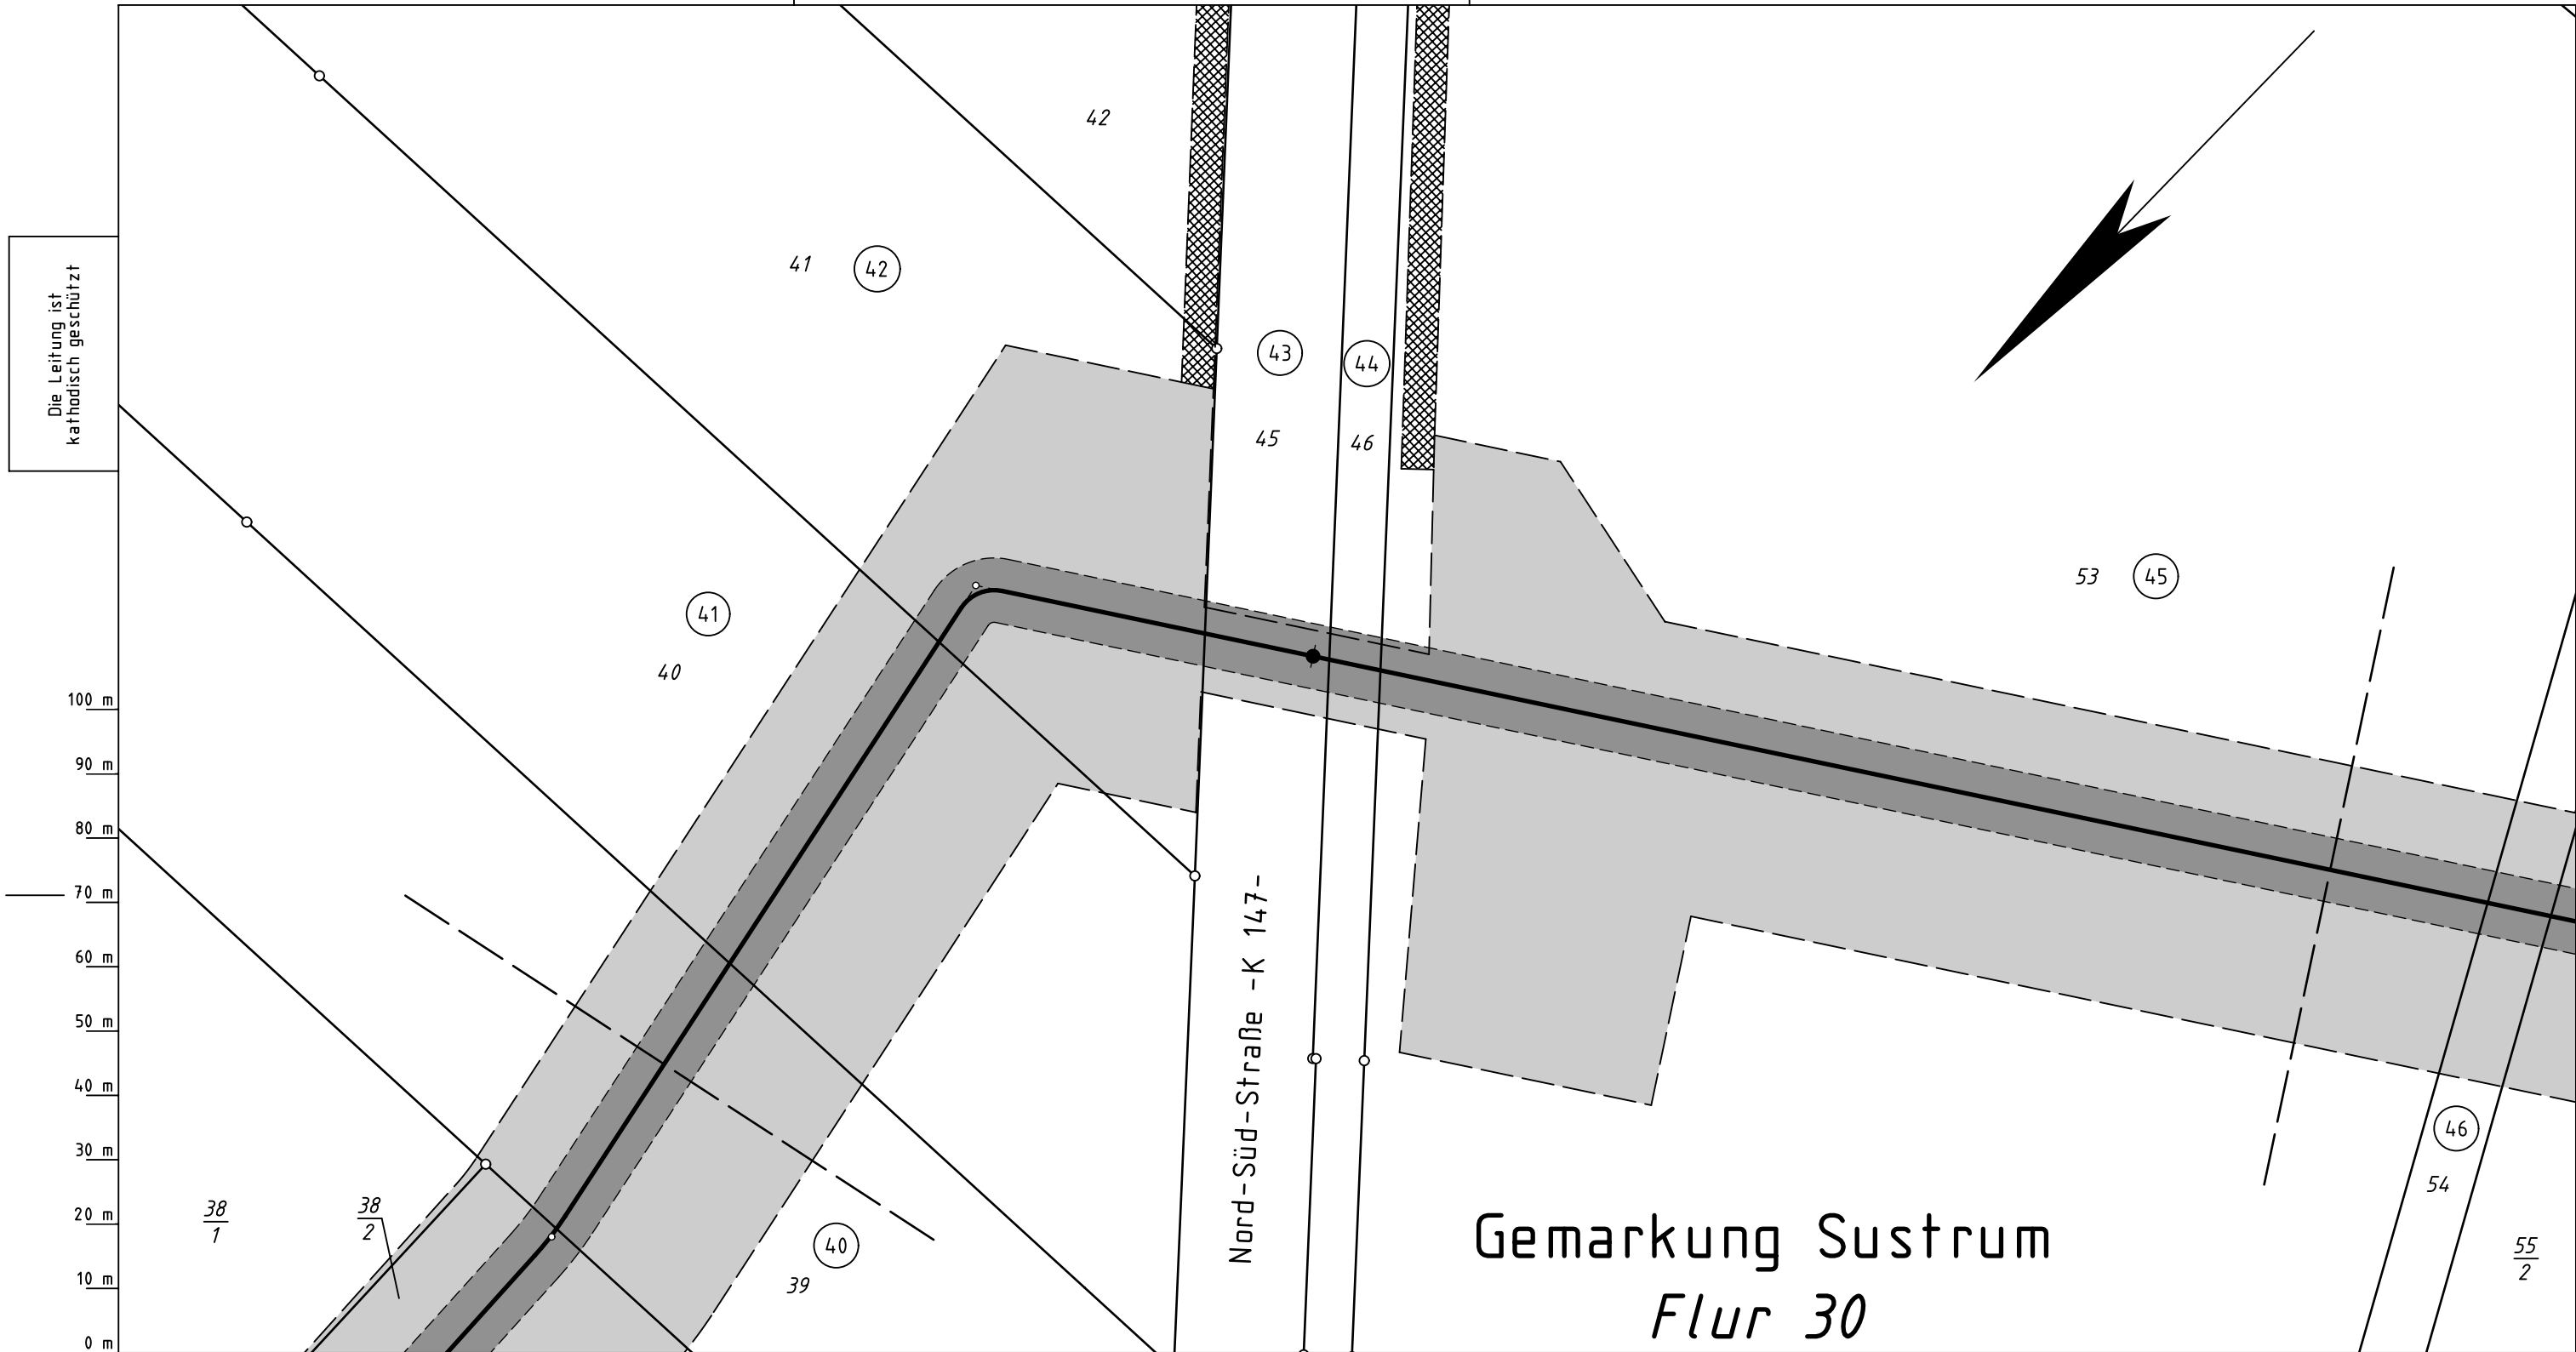 42
41
42
Die Leitung ist
kathodisch geschützt
43
44
45
46
53
45
41
40
100 m
90 m
80 m
70 m
60 m
50 m
40 m
30 m
20 m
10 m
0 m
Nord-Süd-Straße -K 147-
46
54
38
1
38
2
40
39
Gemarkung Sustrum
Flur 30
55
2